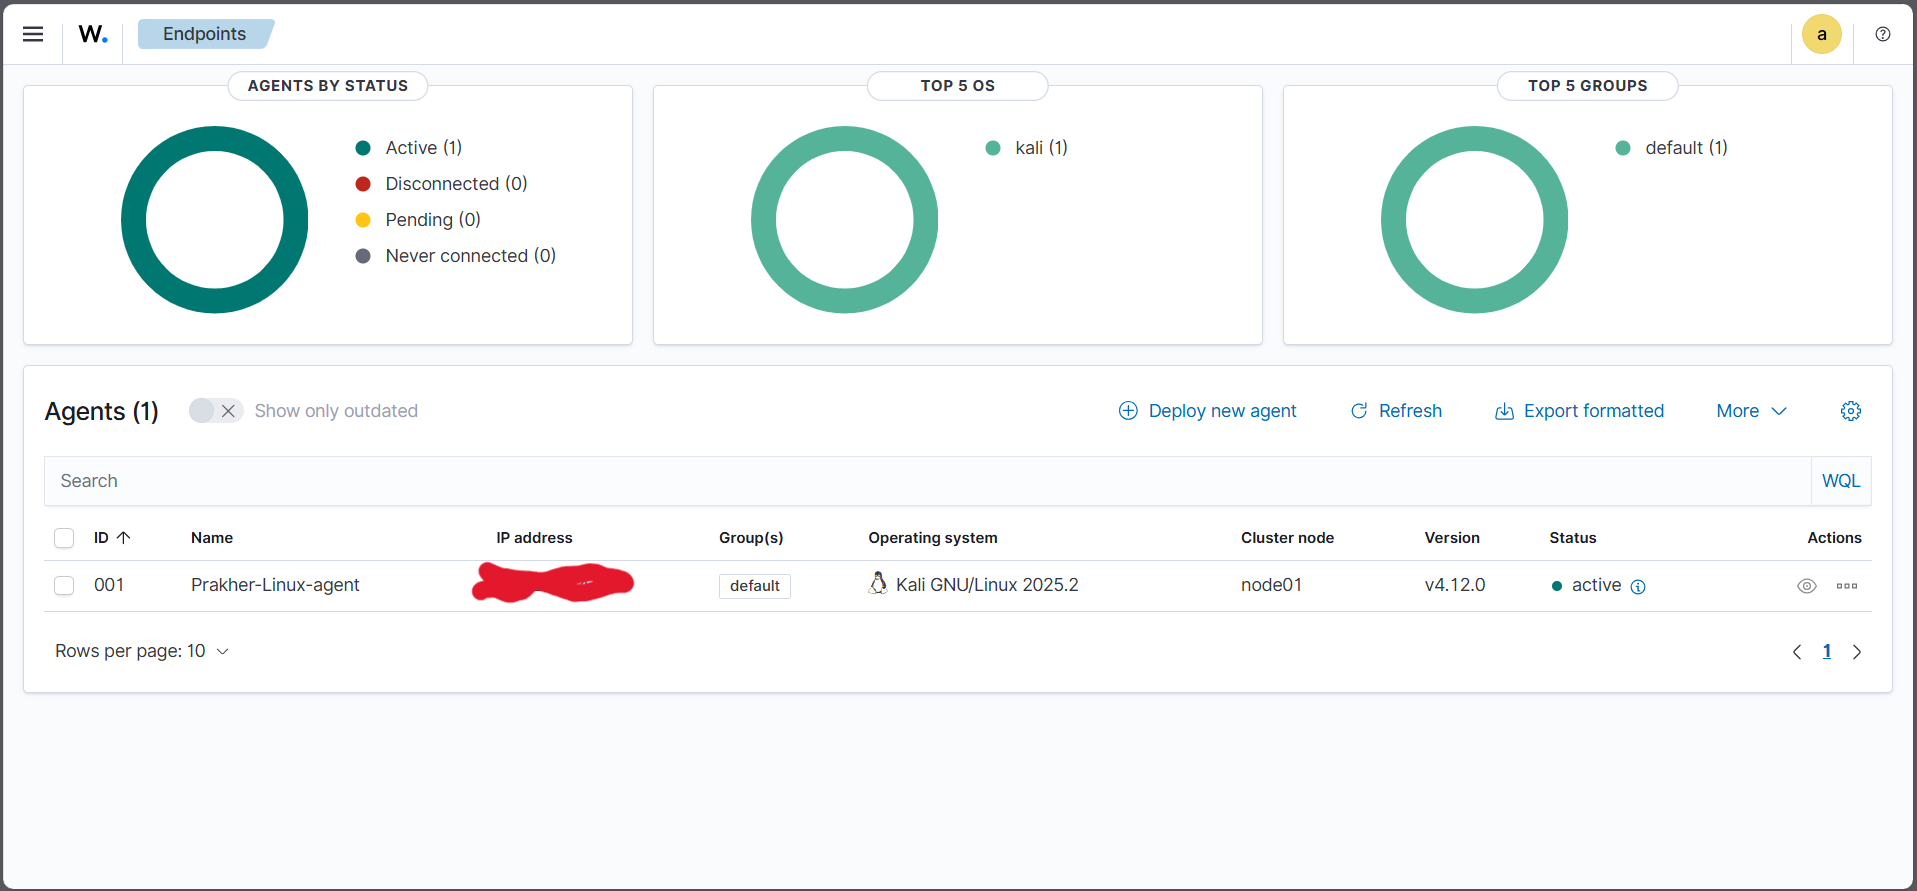 W. Endpoints a
AGENTS BY STATUS
Active (1)
Disconnected (0)
Pending (0)
Never connected (0)
TOP 5 OS
kali (1)
TOP 5 GROUPS
default (1)
Agents (1) Show only outdated Deploy new agent Refresh Export formatted More
Search WQL
ID Name IP address Group(s) Operating system Cluster node Version Status Actions
001 Prakher-Linux-agent default Kali GNU/Linux 2025.2 node01 v4.12.0 active
Rows per page: 10 1